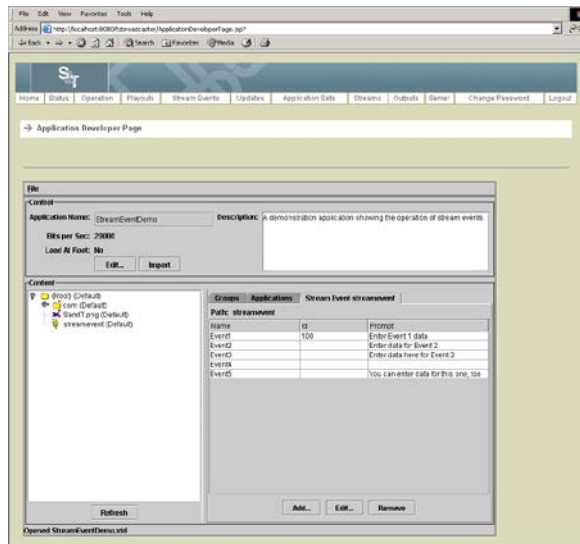 File Edit View Favorites Tools Help
Address http://localhost:8080/tsbroadcaster/ApplicationDeveloperPage.jsp?
Back Search Favorites Media
S&T
Home Status Operation Playouts Stream Events Updates Application Sets Streams Outputs Server Change Password Logout
Application Developer Page
File
Control
Application Name: StreamEventDemo Description: A demonstration application showing the operation of stream events
Bits per Sec: 20000
Load At Root: No
Edit... Import
Content
(Root) (Default)
com (Default)
SandT.png (Default)
streamevent (Default)
Groups Applications Stream Event streamevent
Path: streamevent
Name Id Prompt
Event1 100 Enter Event 1 data
Event2 Enter data for Event 2
Event3 Enter data here for Event 3
Event4
Event5 You can enter data for this one, too
Refresh
Add... Edit... Remove
Opened StreamEventDemo.xtd